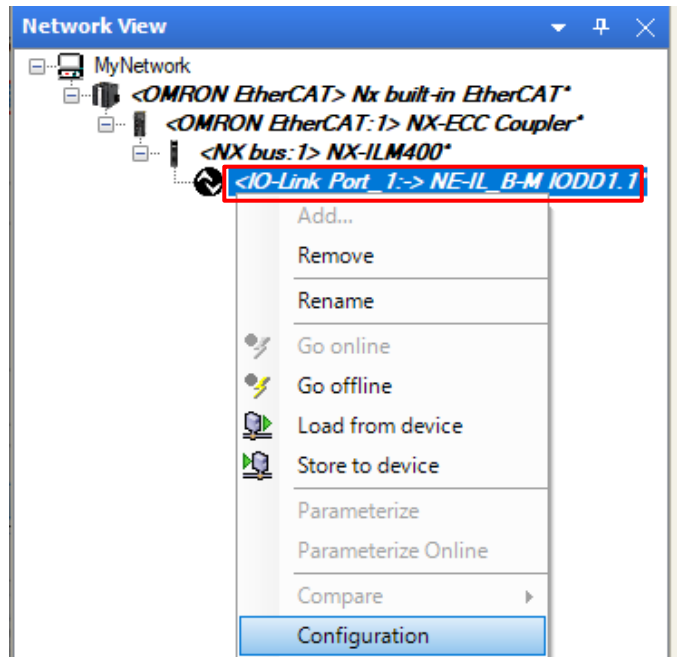 Network View
MyNetwork
<OMRON EtherCAT> Nx built-in EtherCAT*
<OMRON EtherCAT:1> NX-ECC Coupler*
<NX bus:1> NX-ILM400*
<IO-Link Port_1:-> NE-IL_B-M IODD1.1*
Add...
Remove
Rename
Go online
Go offline
Load from device
Store to device
Parameterize
Parameterize Online
Compare
Configuration